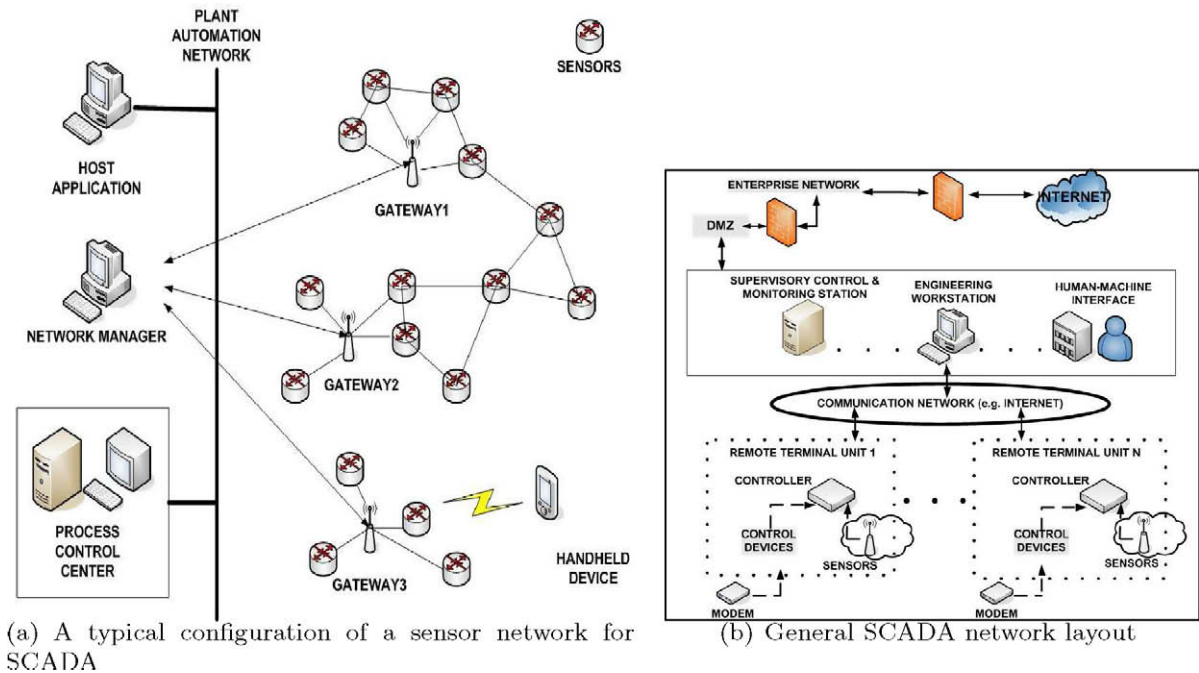 PLANT
AUTOMATION
NETWORK
SENSORS
HOST
APPLICATION
GATEWAY1
NETWORK MANAGER
GATEWAY2
PROCESS
CONTROL
CENTER
GATEWAY3
HANDHELD
DEVICE
(a) A typical configuration of a sensor network for
SCADA
ENTERPRISE NETWORK
INTERNET
DMZ
SUPERVISORY CONTROL &
MONITORING STATION
ENGINEERING
WORKSTATION
HUMAN-MACHINE
INTERFACE
COMMUNICATION NETWORK (e.g. INTERNET)
REMOTE TERMINAL UNIT 1
CONTROLLER
CONTROL
DEVICES
SENSORS
MODEM
REMOTE TERMINAL UNIT N
CONTROLLER
CONTROL
DEVICES
SENSORS
MODEM
(b) General SCADA network layout